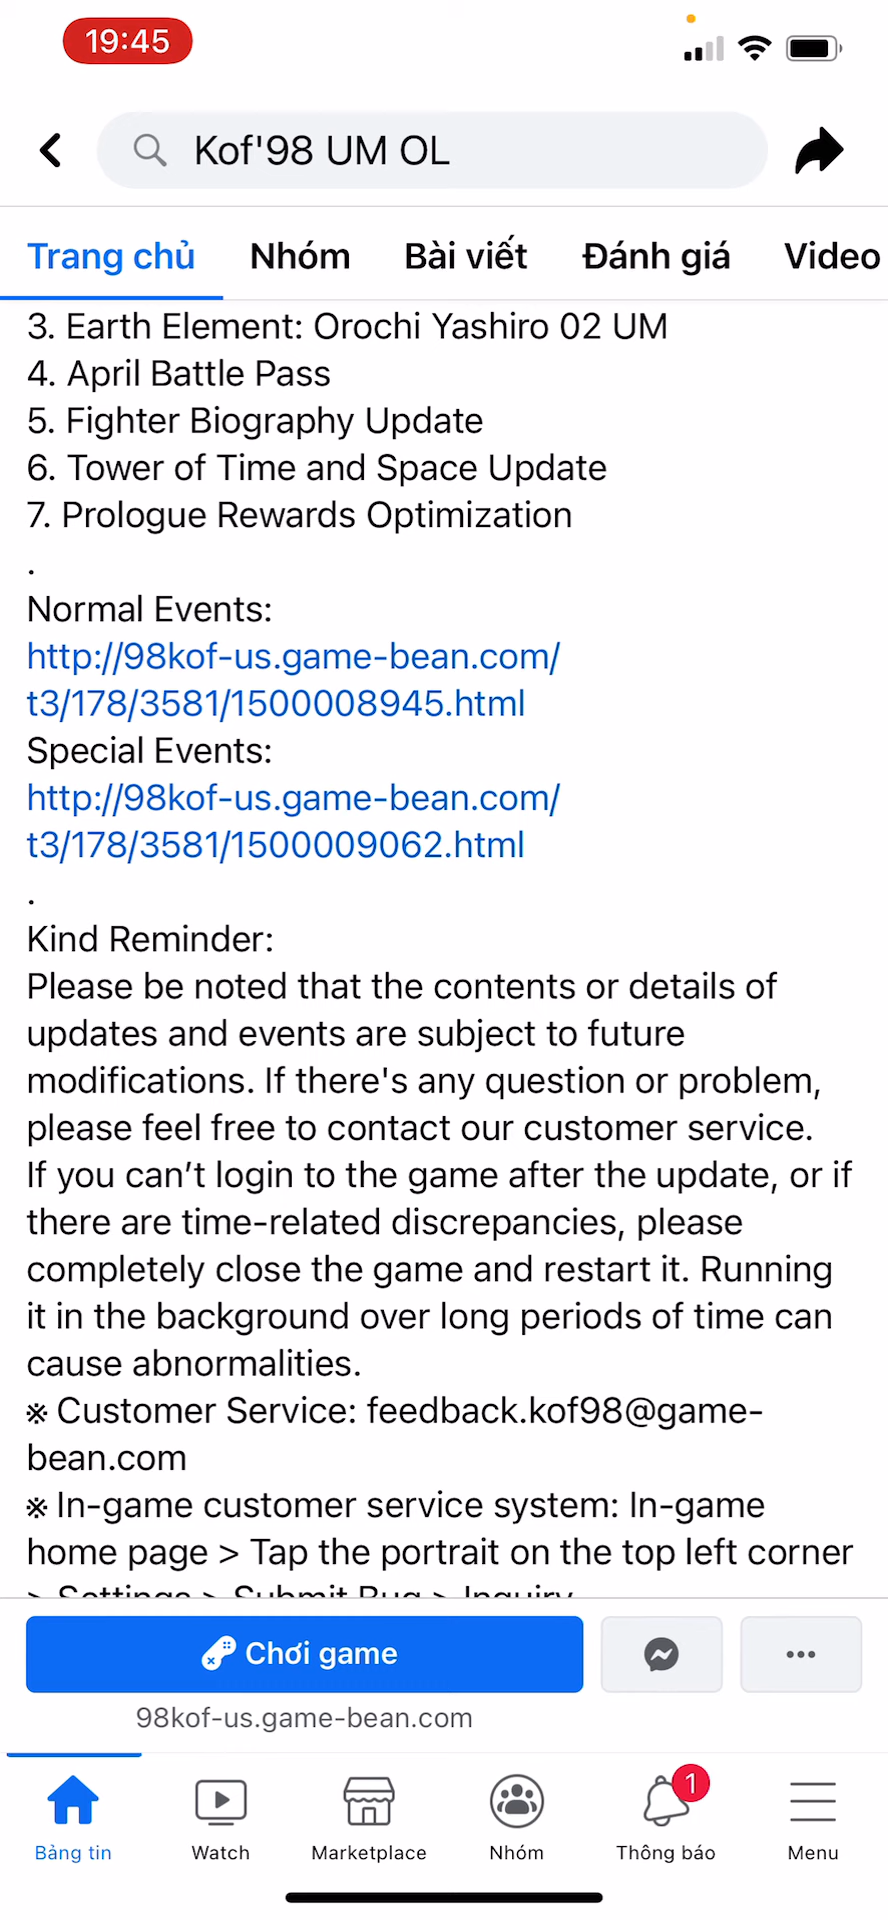 19:45
Kof'98 UM OL
Trang chủ Nhóm Bài viết Đánh giá Video
3. Earth Element: Orochi Yashiro 02 UM
4. April Battle Pass
5. Fighter Biography Update
6. Tower of Time and Space Update
7. Prologue Rewards Optimization
.
Normal Events:
http://98kof-us.game-bean.com/
t3/178/3581/1500008945.html
Special Events:
http://98kof-us.game-bean.com/
t3/178/3581/1500009062.html
.
Kind Reminder:
Please be noted that the contents or details of
updates and events are subject to future
modifications. If there's any question or problem,
please feel free to contact our customer service.
If you can’t login to the game after the update, or if
there are time-related discrepancies, please
completely close the game and restart it. Running
it in the background over long periods of time can
cause abnormalities.
※ Customer Service: feedback.kof98@game-
bean.com
※ In-game customer service system: In-game
home page > Tap the portrait on the top left corner
> Settings > Submit Bug > Inquiry
Chơi game
98kof-us.game-bean.com
1
Bảng tin Watch Marketplace Nhóm Thông báo Menu